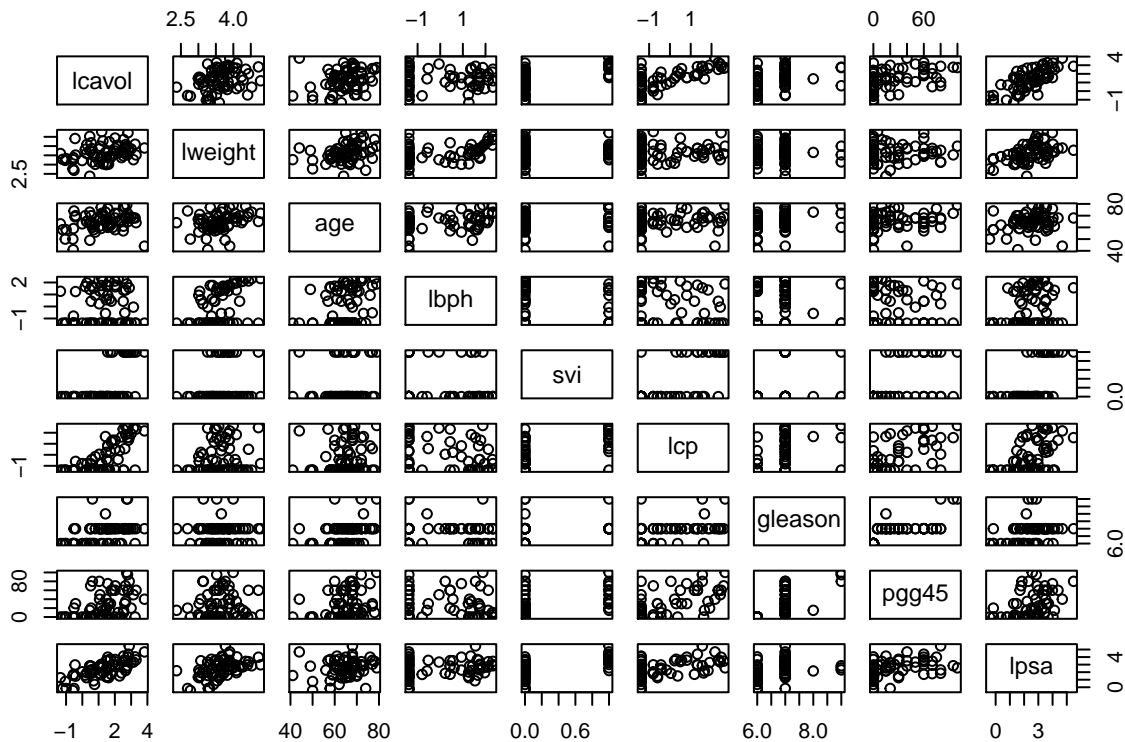 2.5 4.0 −1 1 −1 1 0 60
lcavol −1 4
2.5 lweight
age 40 80
−1 2 lbph
svi 0.0
−1 lcp
gleason 6.0
0 80 pgg45
lpsa 0 4
−1 2 4 40 60 80 0.0 0.6 6.0 8.0 0 3